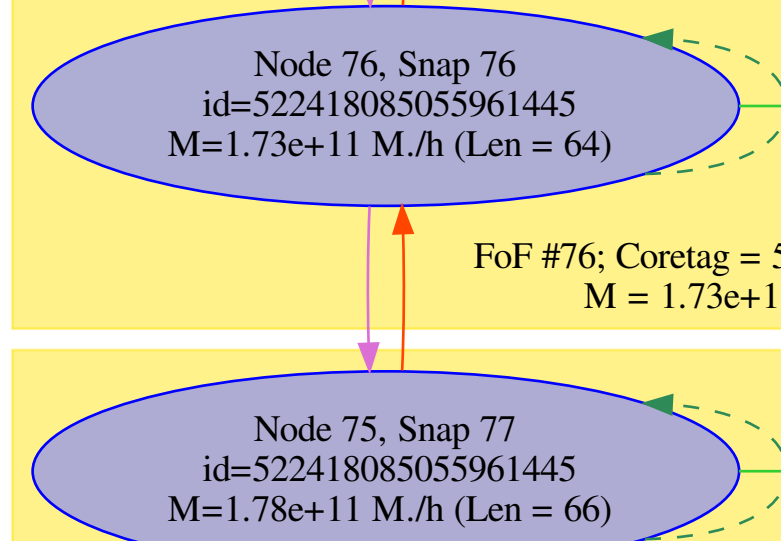 Node 76, Snap 76
id=522418085055961445
M=1.73e+11 M./h (Len = 64)
FoF #76; Coretag = 5
M = 1.73e+1
Node 75, Snap 77
id=522418085055961445
M=1.78e+11 M./h (Len = 66)